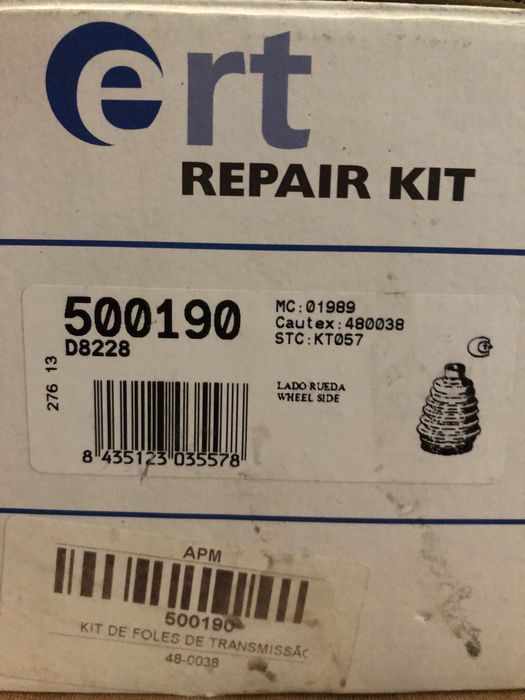 ert
REPAIR KIT
500190
D8228
MC:01989
Cautex:480038
STC:KT057
276 13
LADO RUEDA
WHEEL SIDE
8 435123 035578
APM
500190
KIT DE FOLES DE TRANSMISSÃO
48-0038